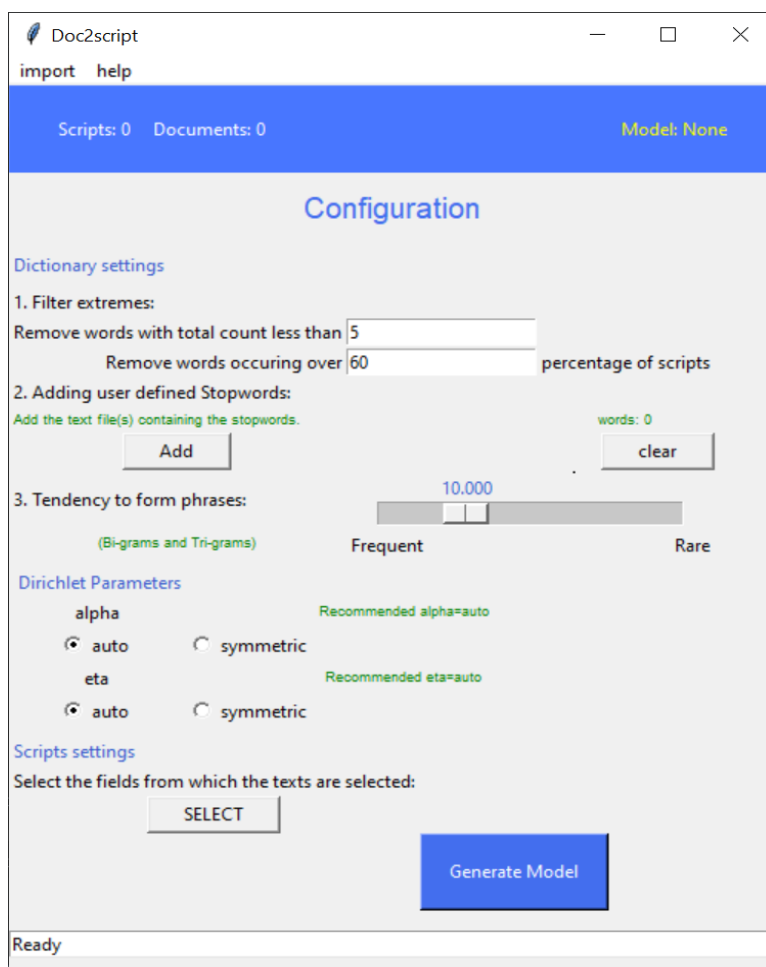 Doc2script
import help
Scripts: 0 Documents: 0 Model: None
Configuration
Dictionary settings
1. Filter extremes:
Remove words with total count less than 5
Remove words occuring over 60 percentage of scripts
2. Adding user defined Stopwords:
Add the text file(s) containing the stopwords. words: 0
Add clear
10.000
3. Tendency to form phrases:
(Bi-grams and Tri-grams) Frequent Rare
Dirichlet Parameters
alpha Recommended alpha=auto
auto symmetric
eta Recommended eta=auto
auto symmetric
Scripts settings
Select the fields from which the texts are selected:
SELECT
Generate Model
Ready